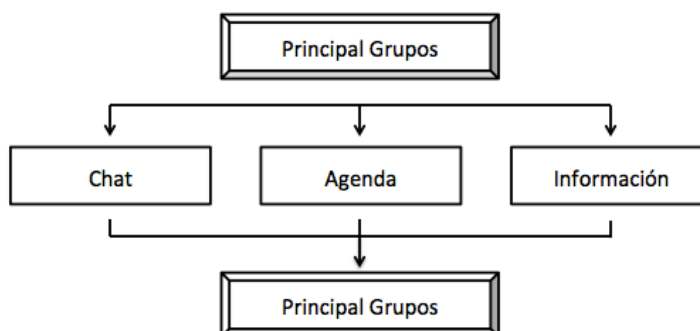 Principal Grupos
Chat
Agenda
Información
Principal Grupos